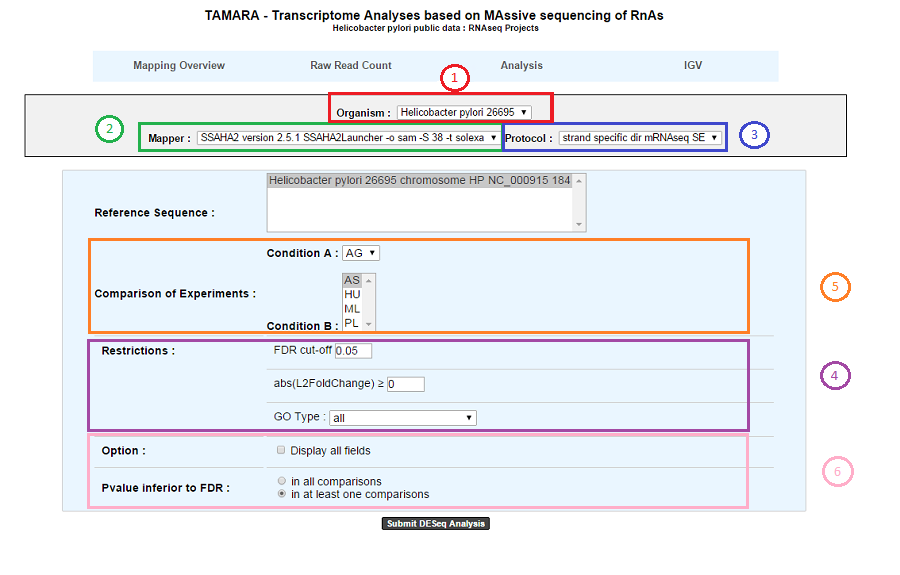 TAMARA - Transcriptome Analyses based on MAssive sequencing of RnAs
Helicobacter pylori public data : RNAseq Projects
Mapping Overview Raw Read Count Analysis IGV
1
Organism : Helicobacter pylori 26695
2 Mapper : SSAHA2 version 2.5.1 SSAHA2Launcher -o sam -S 38 -t solexa Protocol : strand specific dir mRNAseq SE 3
Helicobacter pylori 26695 chromosome HP NC_000915 184
Reference Sequence :
Condition A : AG
AS
Comparison of Experiments : HU 5
ML
Condition B : PL
Restrictions : FDR cut-off 0.05
abs(L2FoldChange) ≥ 0 4
GO Type : all
Option : Display all fields
6
in all comparisons
Pvalue inferior to FDR :
in at least one comparisons
Submit DESeq Analysis